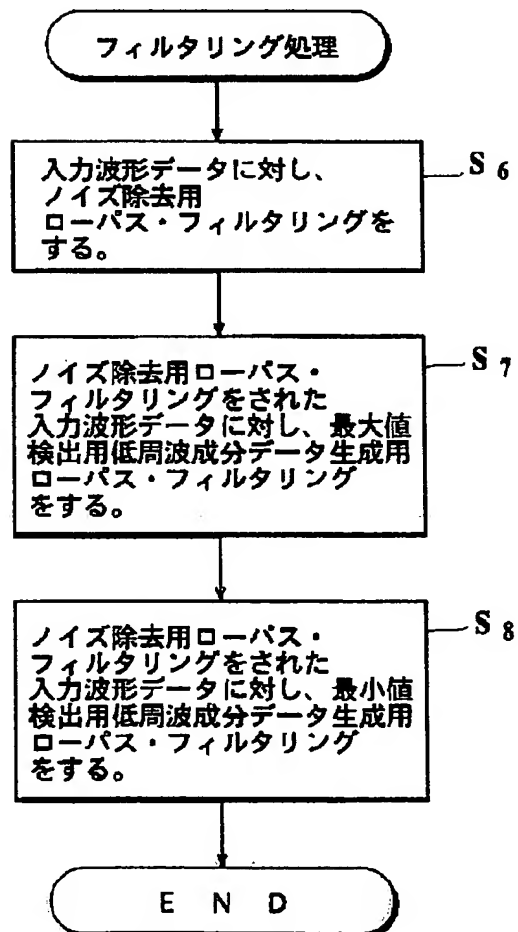 フィルタリング処理
入力波形データに対し、
ノイズ除去用
ローパス・フィルタリングを
する。
S 6
ノイズ除去用ローパス・
フィルタリングをされた
入力波形データに対し、最大値
検出用低周波成分データ生成用
ローパス・フィルタリング
をする。
S 7
ノイズ除去用ローパス・
フィルタリングをされた
入力波形データに対し、最小値
検出用低周波成分データ生成用
ローパス・フィルタリング
をする。
S 8
E N D